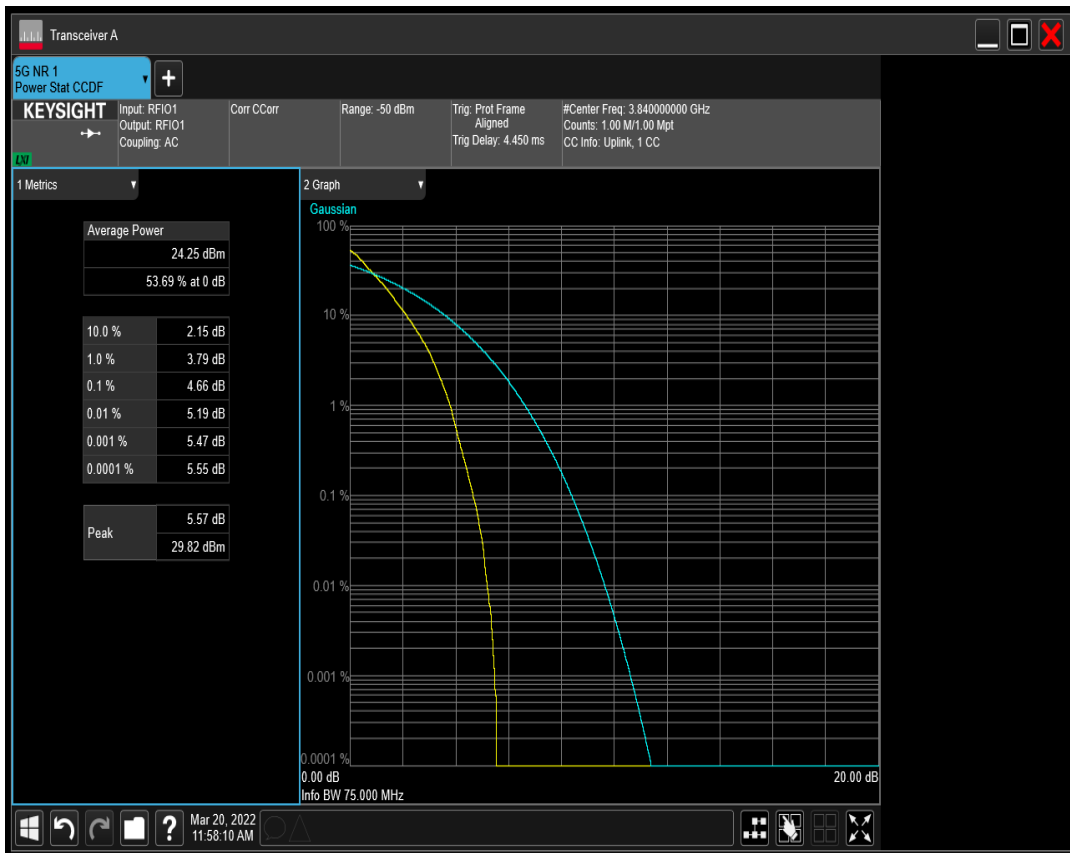 Transceiver A
5G NR 1
Power Stat CCDF
+
KEYSIGHT
LXI
Input: RFIO1
Output: RFIO1
Coupling: AC
Corr CCorr
Range: -50 dBm
Trig: Prot Frame
Aligned
Trig Delay: 4.450 ms
#Center Freq: 3.840000000 GHz
Counts: 1.00 M/1.00 Mpt
CC Info: Uplink, 1 CC
1 Metrics
Average Power
24.25 dBm
53.69 % at 0 dB
10.0 % 2.15 dB
1.0 % 3.79 dB
0.1 % 4.66 dB
0.01 % 5.19 dB
0.001 % 5.47 dB
0.0001 % 5.55 dB
Peak
5.57 dB
29.82 dBm
2 Graph
Gaussian
100 %
10 %
1 %
0.1 %
0.01 %
0.001 %
0.0001 %
0.00 dB 20.00 dB
Info BW 75.000 MHz
?
Mar 20, 2022
11:58:10 AM